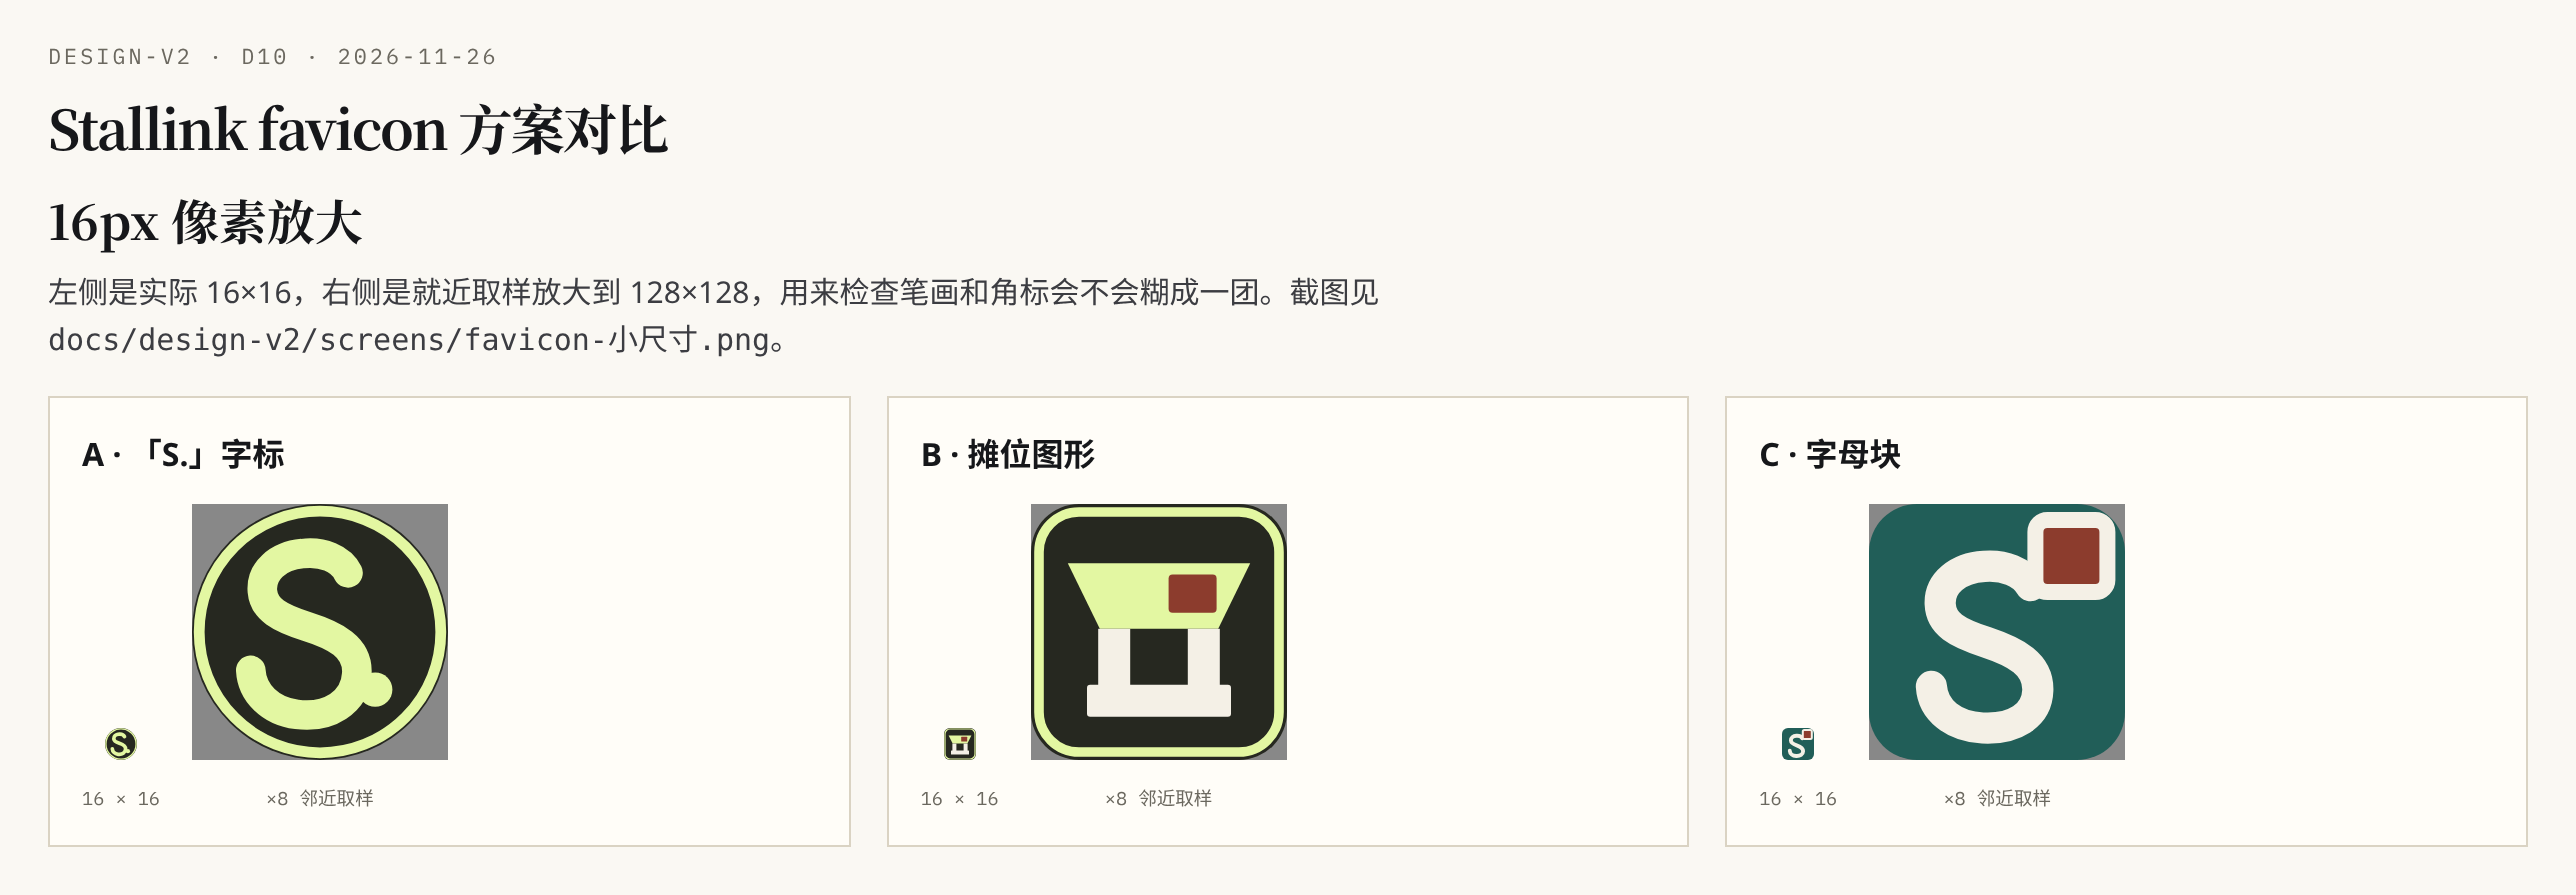 DESIGN-V2 · D10 · 2026-11-26
Stallink favicon 方案对比
16px 像素放大
左侧是实际 16×16，右侧是就近取样放大到 128×128，用来检查笔画和角标会不会糊成一团。截图见
docs/design-v2/screens/favicon-小尺寸.png。
A · 「S.」字标
S.
S.
16 × 16
×8 邻近取样
B · 摊位图形
16 × 16
×8 邻近取样
C · 字母块
S
S
16 × 16
×8 邻近取样